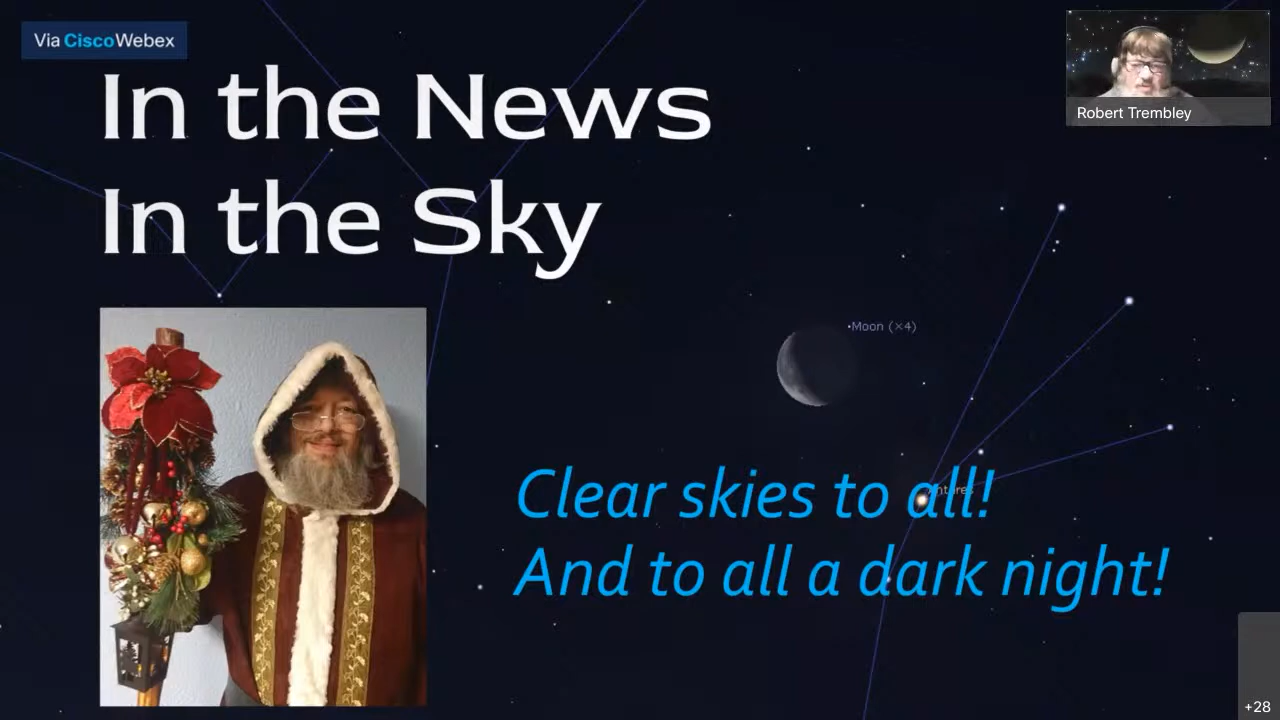 Via CiscoWebex
In the News
In the Sky
Robert Trembley
Moon (×4)
Antares
Clear skies to all!
And to all a dark night!
+28